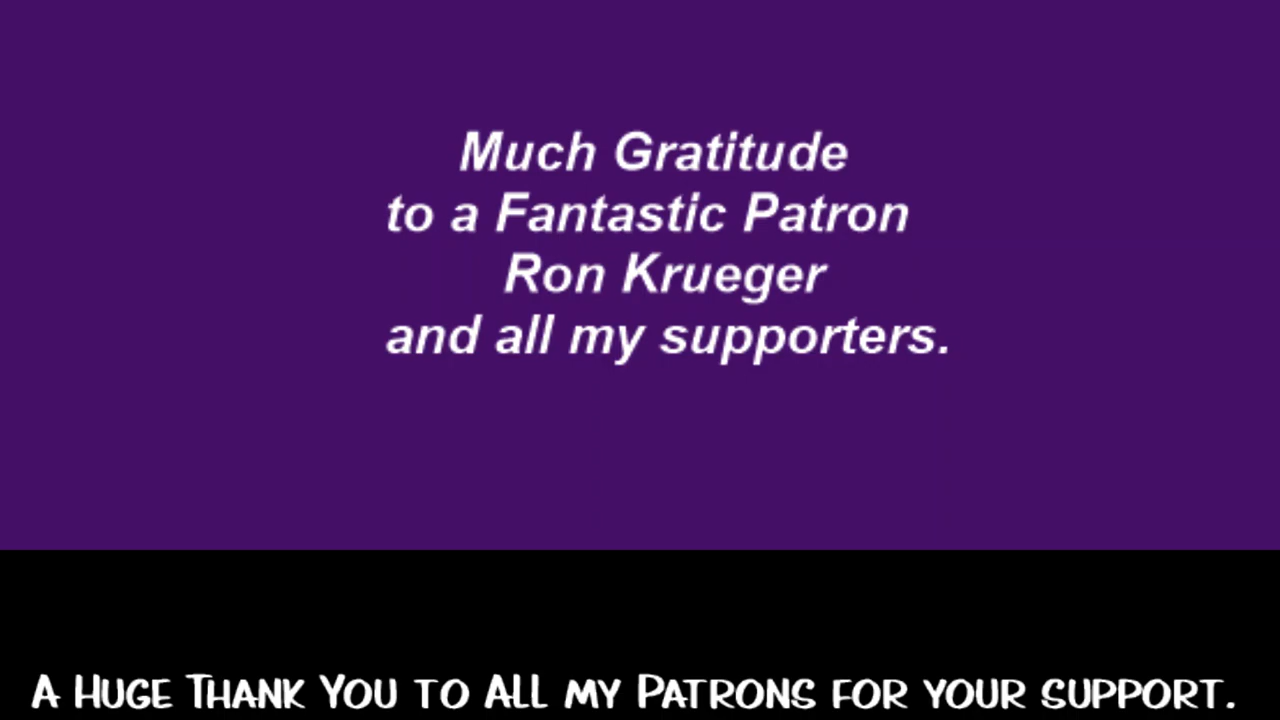 Much Gratitude
to a Fantastic Patron
Ron Krueger
and all my supporters.
A Huge Thank You to All my Patrons for your support.